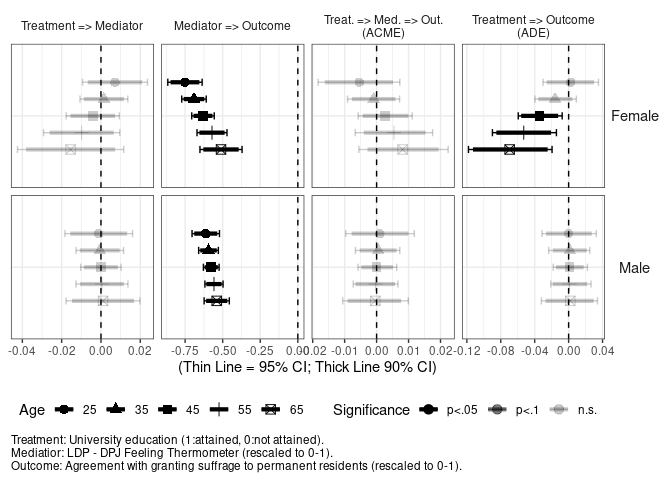 Treatment => Mediator
Mediator => Outcome
Treat. => Med. => Out.
(ACME)
Treatment => Outcome
(ADE)
Female
Male
-0.04 -0.02 0.00 0.02
-0.75 -0.50 -0.25 0.00
-0.02 -0.01 0.00 0.01 0.02
-0.12 -0.08 -0.04 0.00 0.04
(Thin Line = 95% CI; Thick Line 90% CI)
Age 25 35 45 55 65 Significance p<.05 p<.1 n.s.
Treatment: University education (1:attained, 0:not attained).
Mediatior: LDP - DPJ Feeling Thermometer (rescaled to 0-1).
Outcome: Agreement with granting suffrage to permanent residents (rescaled to 0-1).